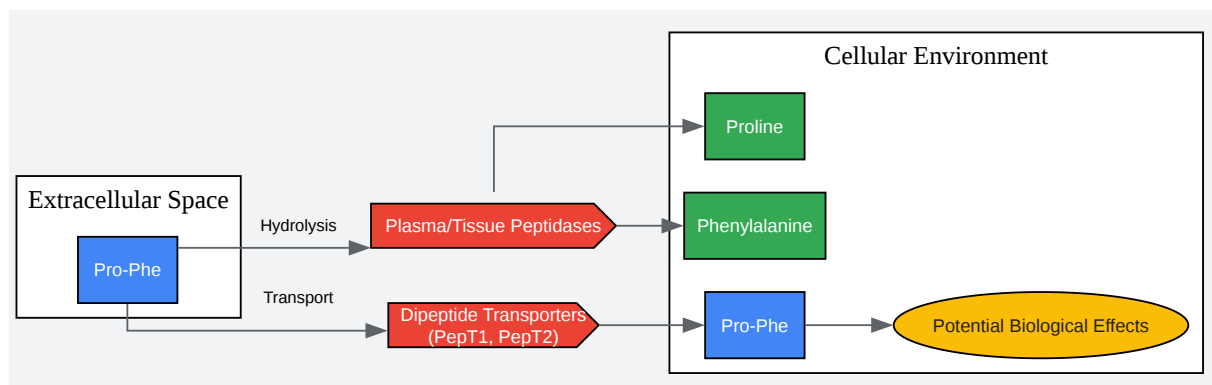 Cellular Environment
Proline
Extracellular Space
Hydrolysis
Plasma/Tissue Peptidases
Phenylalanine
Pro-Phe
Transport
Dipeptide Transporters
(PepT1, PepT2)
Pro-Phe
Potential Biological Effects